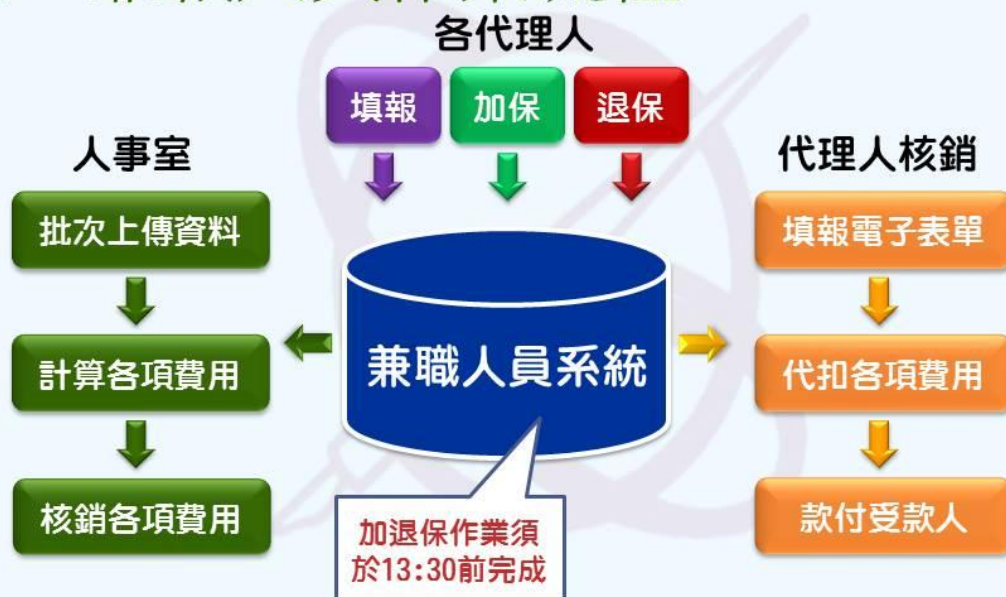 各代理人
填報
加保
退保
人事室
批次上傳資料
計算各項費用
核銷各項費用
兼職人員系統
加退保作業須
於13:30前完成
代理人核銷
填報電子表單
代扣各項費用
款付受款人